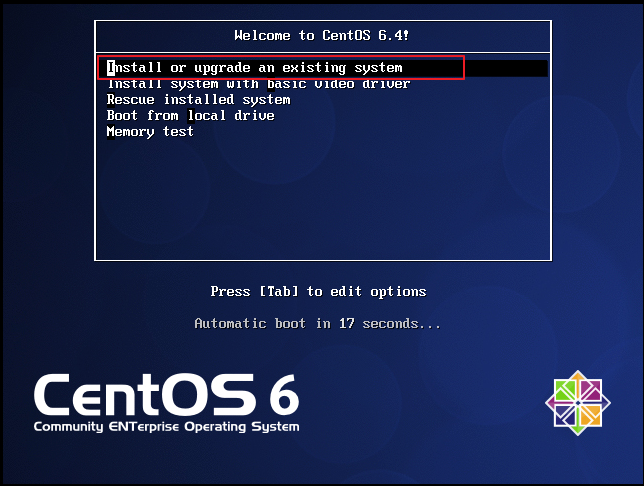 Welcome to CentOS 6.4!
Install or upgrade an existing system
Install system with basic video driver
Rescue installed system
Boot from local drive
Memory test
Press [Tab] to edit options
Automatic boot in 17 seconds...
CentOS 6
Community ENTerprise Operating System